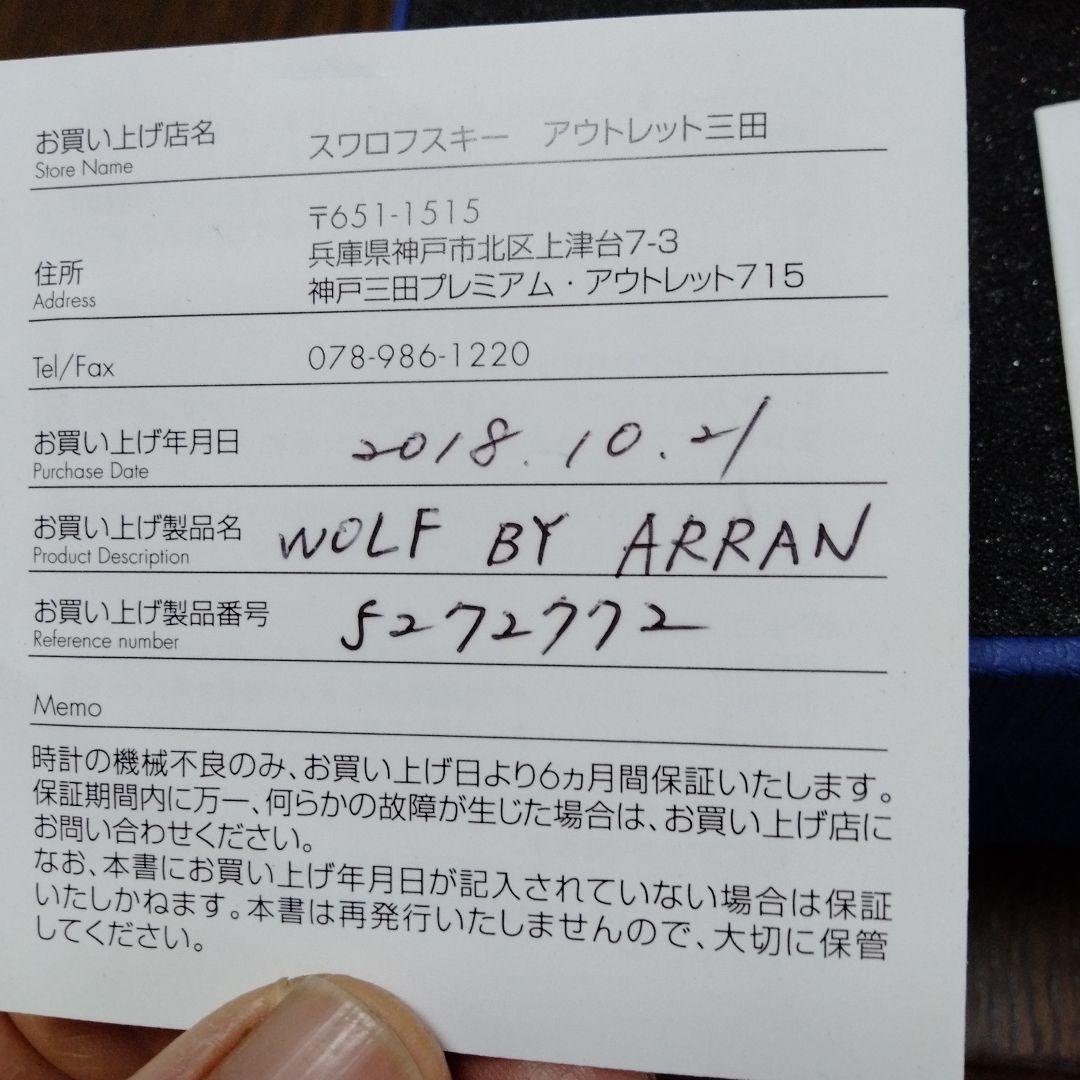 お買い上げ店名
Store Name
スワロフスキー　アウトレット三田
住所
Address
〒651-1515
兵庫県神戸市北区上津台7-3
神戸三田プレミアム・アウトレット715
Tel/Fax
078-986-1220
お買い上げ年月日
Purchase Date
2018.10.21
お買い上げ製品名
Product Description
WOLF BY ARRAN
お買い上げ製品番号
Reference number
5272772
Memo
時計の機械不良のみ、お買い上げ日より6ヵ月間保証いたします。
保証期間内に万一、何らかの故障が生じた場合は、お買い上げ店に
お問い合わせください。
なお、本書にお買い上げ年月日が記入されていない場合は保証
いたしかねます。本書は再発行いたしませんので、大切に保管
してください。